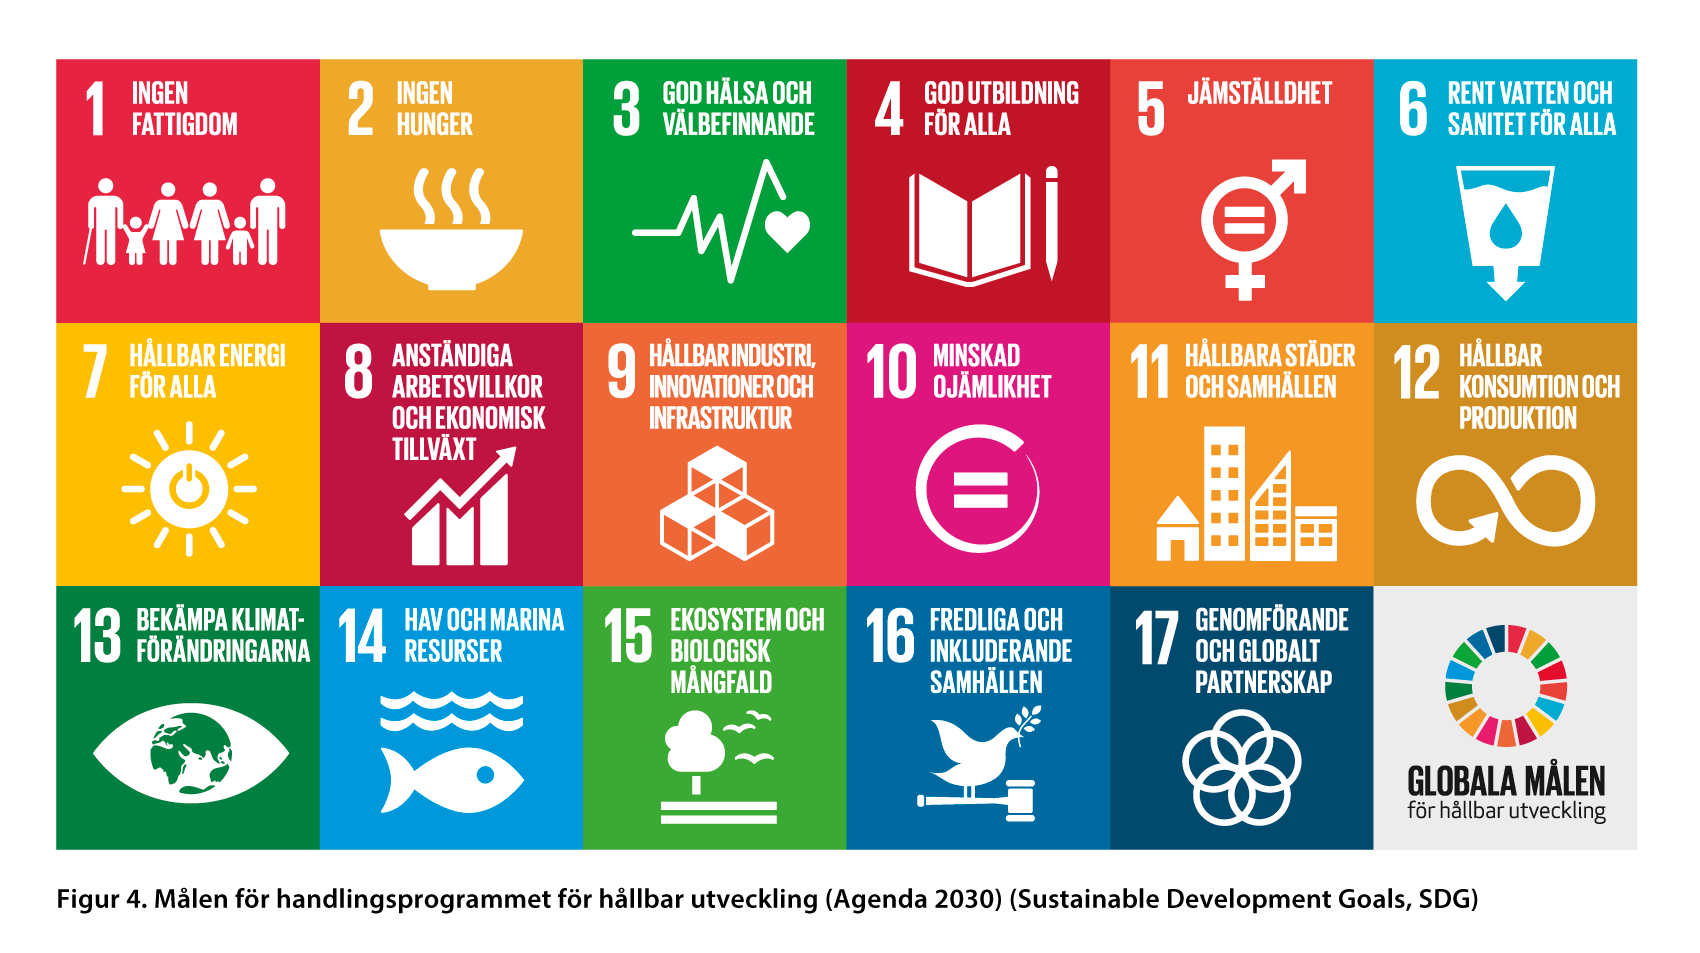 1 INGEN
FATTIGDOM
2 INGEN
HUNGER
3 GOD HÄLSA OCH
VÄLBEFINNANDE
4 GOD UTBILDNING
FÖR ALLA
5 JÄMSTÄLLDHET
6 RENT VATTEN OCH
SANITET FÖR ALLA
7 HÅLLBAR ENERGI
FÖR ALLA
8 ANSTÄNDIGA
ARBETSVILLKOR
OCH EKONOMISK
TILLVÄXT
9 HÅLLBAR INDUSTRI,
INNOVATIONER OCH
INFRASTRUKTUR
10 MINSKAD
OJÄMLIKHET
11 HÅLLBARA STÄDER
OCH SAMHÄLLEN
12 HÅLLBAR
KONSUMTION OCH
PRODUKTION
13 BEKÄMPA KLIMAT-
FÖRÄNDRINGARNA
14 HAV OCH MARINA
RESURSER
15 EKOSYSTEM OCH
BIOLOGISK
MÅNGFALD
16 FREDLIGA OCH
INKLUDERANDE
SAMHÄLLEN
17 GENOMFÖRANDE
OCH GLOBALT
PARTNERSKAP
GLOBALA MÅLEN
för hållbar utveckling
Figur 4. Målen för handlingsprogrammet för hållbar utveckling (Agenda 2030) (Sustainable Development Goals, SDG)